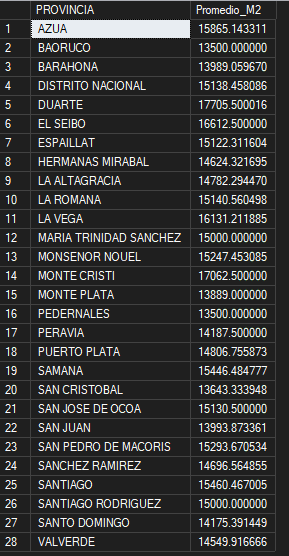 PROVINCIA Promedio_M2
1 AZUA 15865.143311
2 BAORUCO 13500.000000
3 BARAHONA 13989.059670
4 DISTRITO NACIONAL 15138.458086
5 DUARTE 17705.500016
6 EL SEIBO 16612.500000
7 ESPAILLAT 15122.311604
8 HERMANAS MIRABAL 14624.321695
9 LA ALTAGRACIA 14782.294470
10 LA ROMANA 15140.560498
11 LA VEGA 16131.211885
12 MARIA TRINIDAD SANCHEZ 15000.000000
13 MONSENOR NOUEL 15247.453085
14 MONTE CRISTI 17062.500000
15 MONTE PLATA 13889.000000
16 PEDERNALES 13500.000000
17 PERAVIA 14187.500000
18 PUERTO PLATA 14806.755873
19 SAMANA 15446.484777
20 SAN CRISTOBAL 13643.333948
21 SAN JOSE DE OCOA 15130.500000
22 SAN JUAN 13993.873361
23 SAN PEDRO DE MACORIS 15293.670534
24 SANCHEZ RAMIREZ 14696.564855
25 SANTIAGO 15460.467005
26 SANTIAGO RODRIGUEZ 15000.000000
27 SANTO DOMINGO 14175.391449
28 VALVERDE 14549.916666